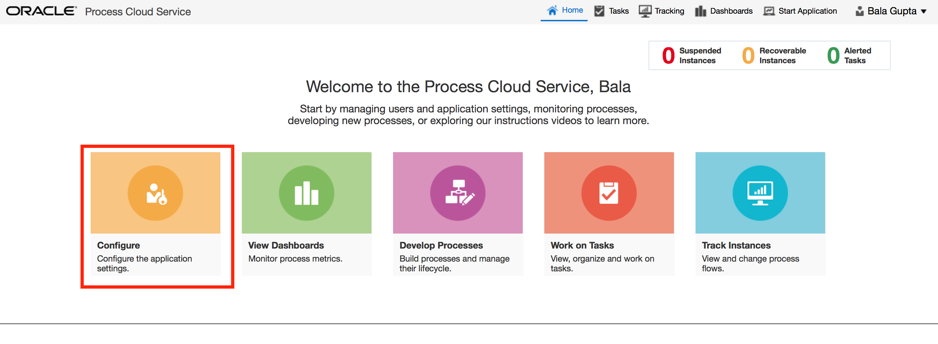 ORACLE® Process Cloud Service
Home Tasks Tracking Dashboards Start Application Bala Gupta
0 Suspended Instances
0 Recoverable Instances
0 Alerted Tasks
Welcome to the Process Cloud Service, Bala
Start by managing users and application settings, monitoring processes,
developing new processes, or exploring our instructions videos to learn more.
Configure
Configure the application
settings.
View Dashboards
Monitor process metrics.
Develop Processes
Build processes and manage
their lifecycle.
Work on Tasks
View, organize and work on
tasks.
Track Instances
View and change process
flows.